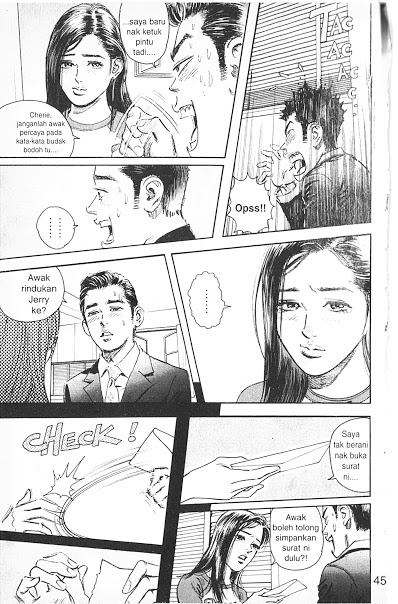 Opss!!
...saya baru
nak ketuk
pintu
tadi....
Cherie,
janganlah awak
percaya pada
kata-kata budak
bodoh tu....
......
......
Awak
rindukan
Jerry
ke?
Saya
tak berani
nak buka
surat
ni....
CHECK!
Awak
boleh tolong
simpankan
surat ni
dulu?!
45